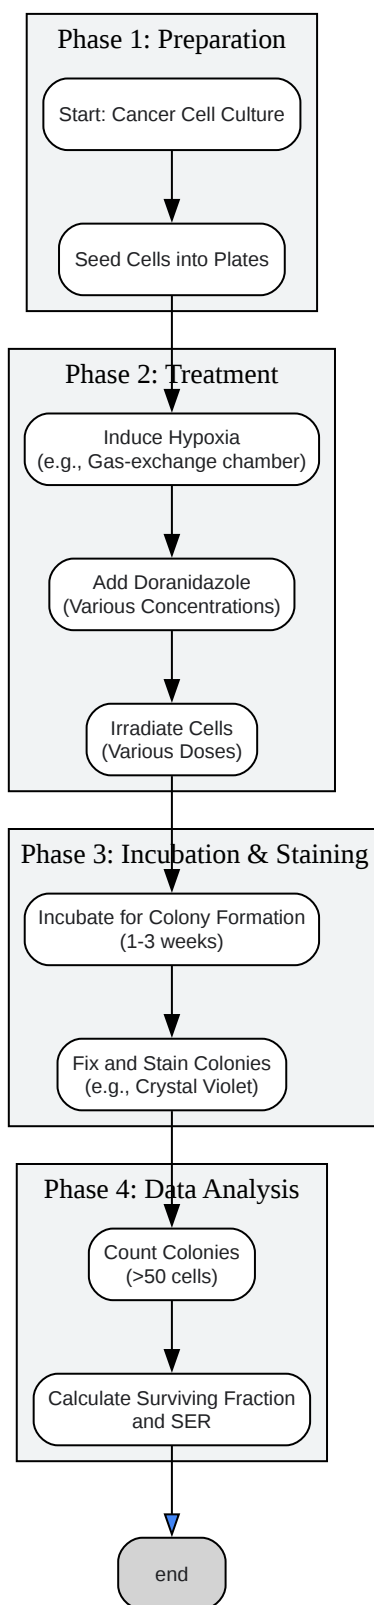 Phase 1: Preparation
Start: Cancer Cell Culture
Seed Cells into Plates
Phase 2: Treatment
Induce Hypoxia
(e.g., Gas-exchange chamber)
Add Doranidazole
(Various Concentrations)
Irradiate Cells
(Various Doses)
Phase 3: Incubation & Staining
Incubate for Colony Formation
(1-3 weeks)
Fix and Stain Colonies
(e.g., Crystal Violet)
Phase 4: Data Analysis
Count Colonies
(>50 cells)
Calculate Surviving Fraction
and SER
end